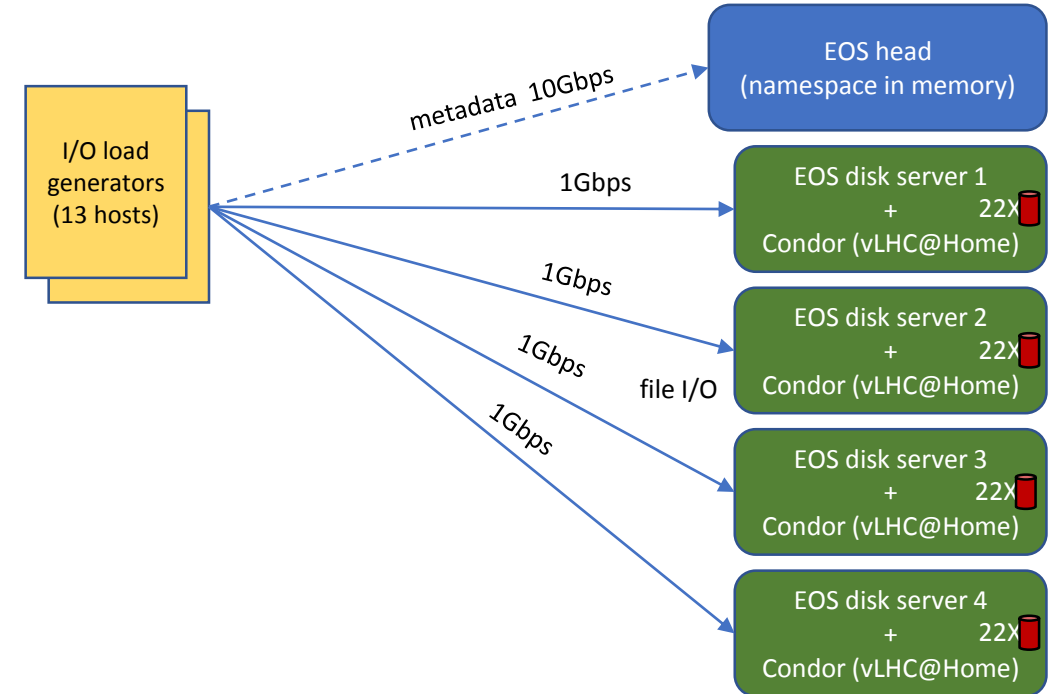 I/O load
generators
(13 hosts)
metadata 10Gbps
EOS head
(namespace in memory)
1Gbps
EOS disk server 1
+ 22X
Condor (vLHC@Home)
1Gbps
EOS disk server 2
+ 22X
Condor (vLHC@Home)
1Gbps
file I/O
EOS disk server 3
+ 22X
Condor (vLHC@Home)
1Gbps
EOS disk server 4
+ 22X
Condor (vLHC@Home)